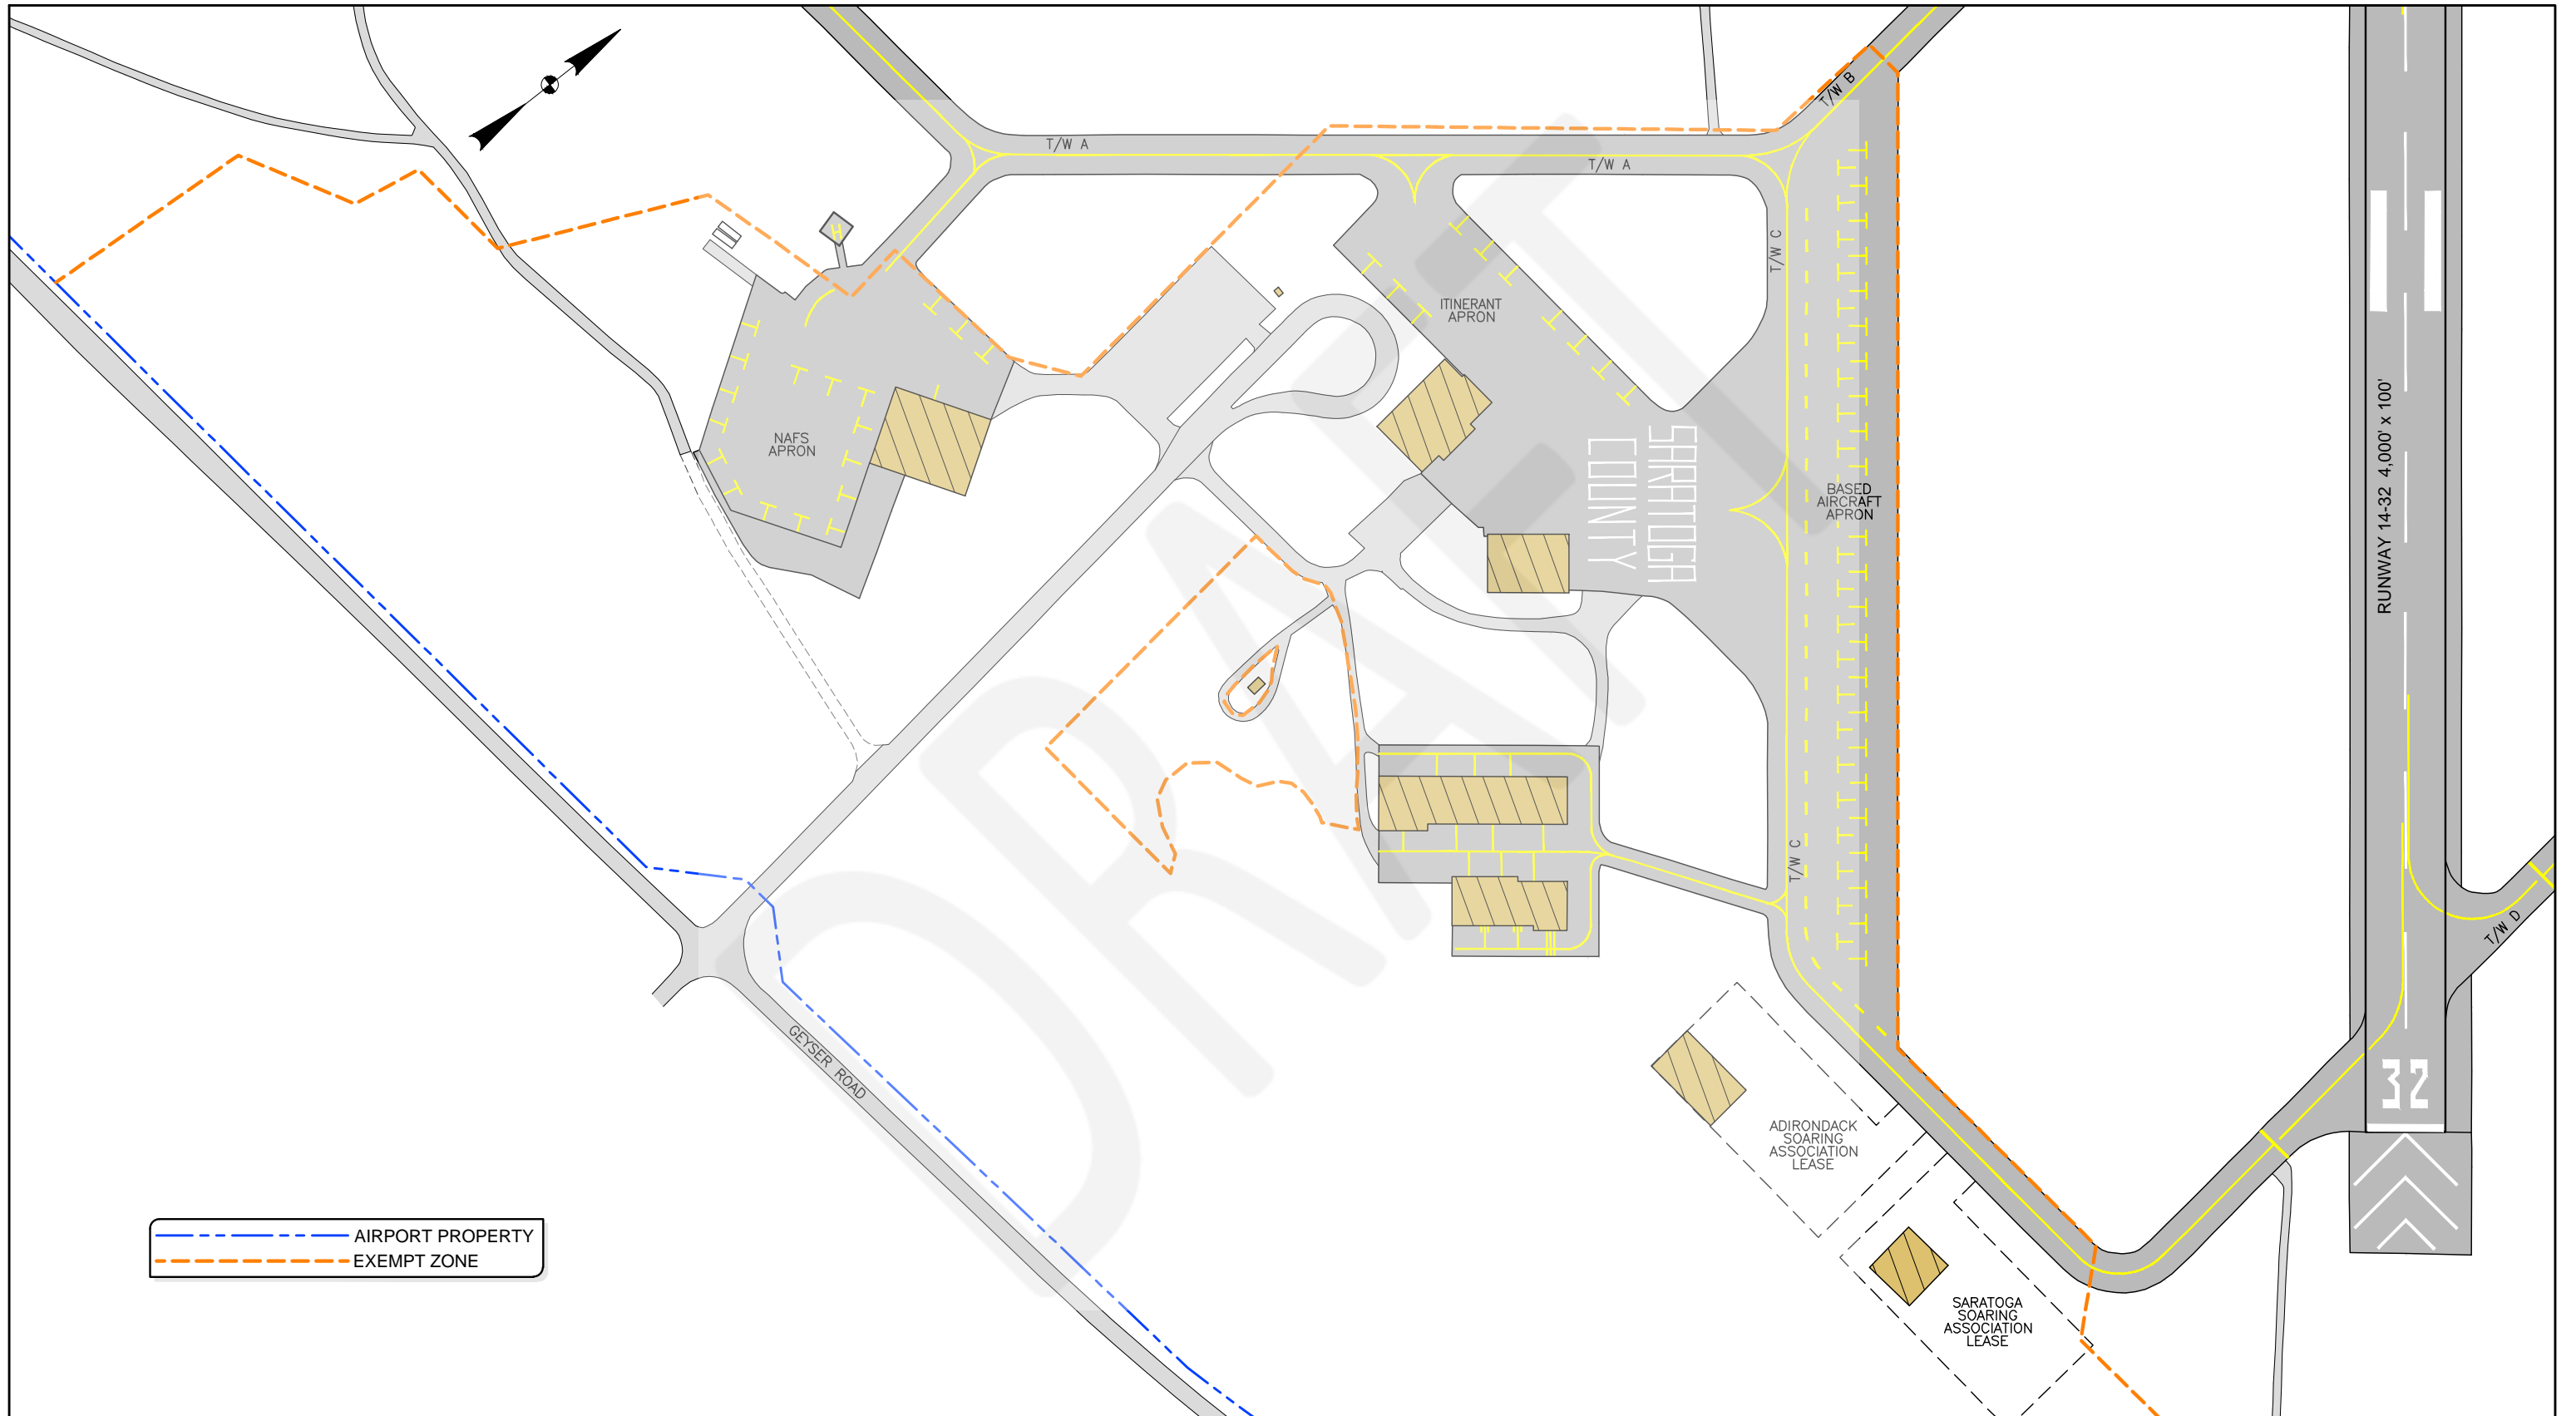 T/W B
T/W A
T/W A
T/W C
H
ITINERANT
APRON
NAFS
APRON
SARATOGA
COUNTY
BASED
AIRCRAFT
APRON
RUNWAY 14-32 4,000' x 100'
DRAFT
T/W C
T/W D
32
GEYSER ROAD
ADIRONDACK
SOARING
ASSOCIATION
LEASE
SARATOGA
SOARING
ASSOCIATION
LEASE
AIRPORT PROPERTY
EXEMPT ZONE